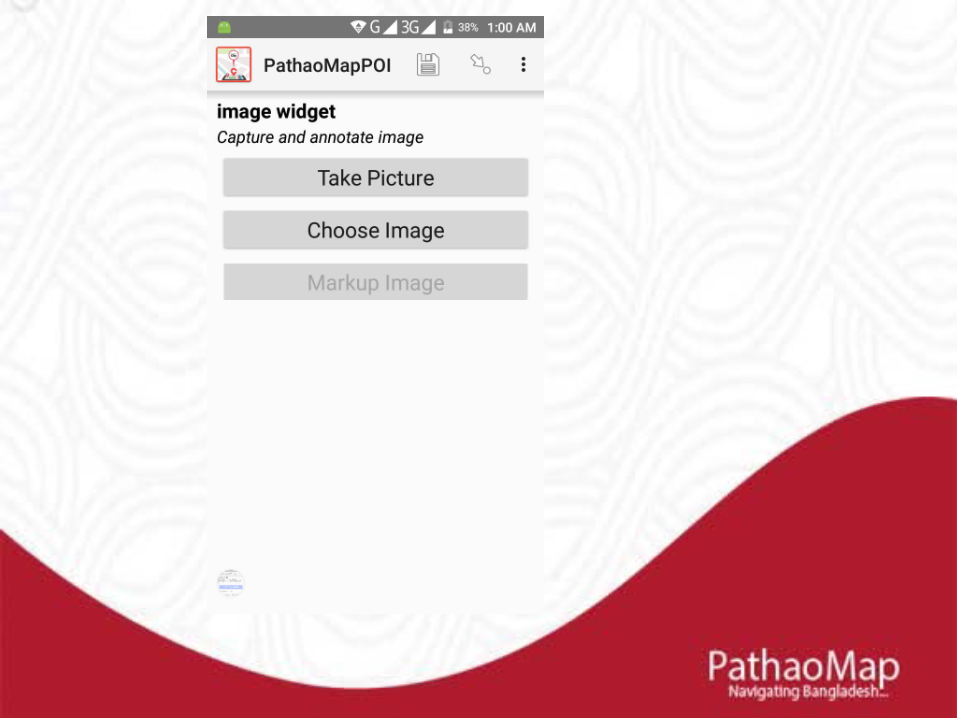 G 3G 38% 1:00 AM
PathaoMapPOI
image widget
Capture and annotate image
Take Picture
Choose Image
Markup Image
PathaoMap
Navigating Bangladesh...